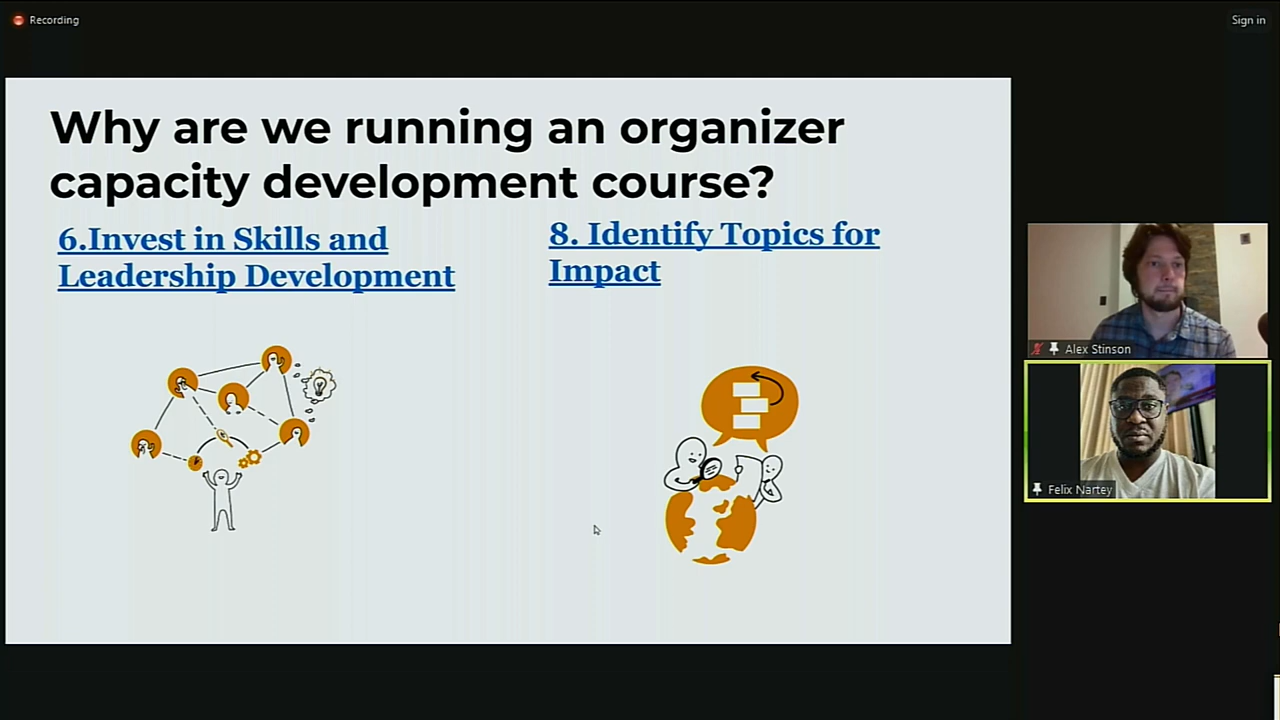 Recording
Sign in
Why are we running an organizer
capacity development course?
6.Invest in Skills and
Leadership Development
8. Identify Topics for
Impact
Alex Stinson
Felix Nartey